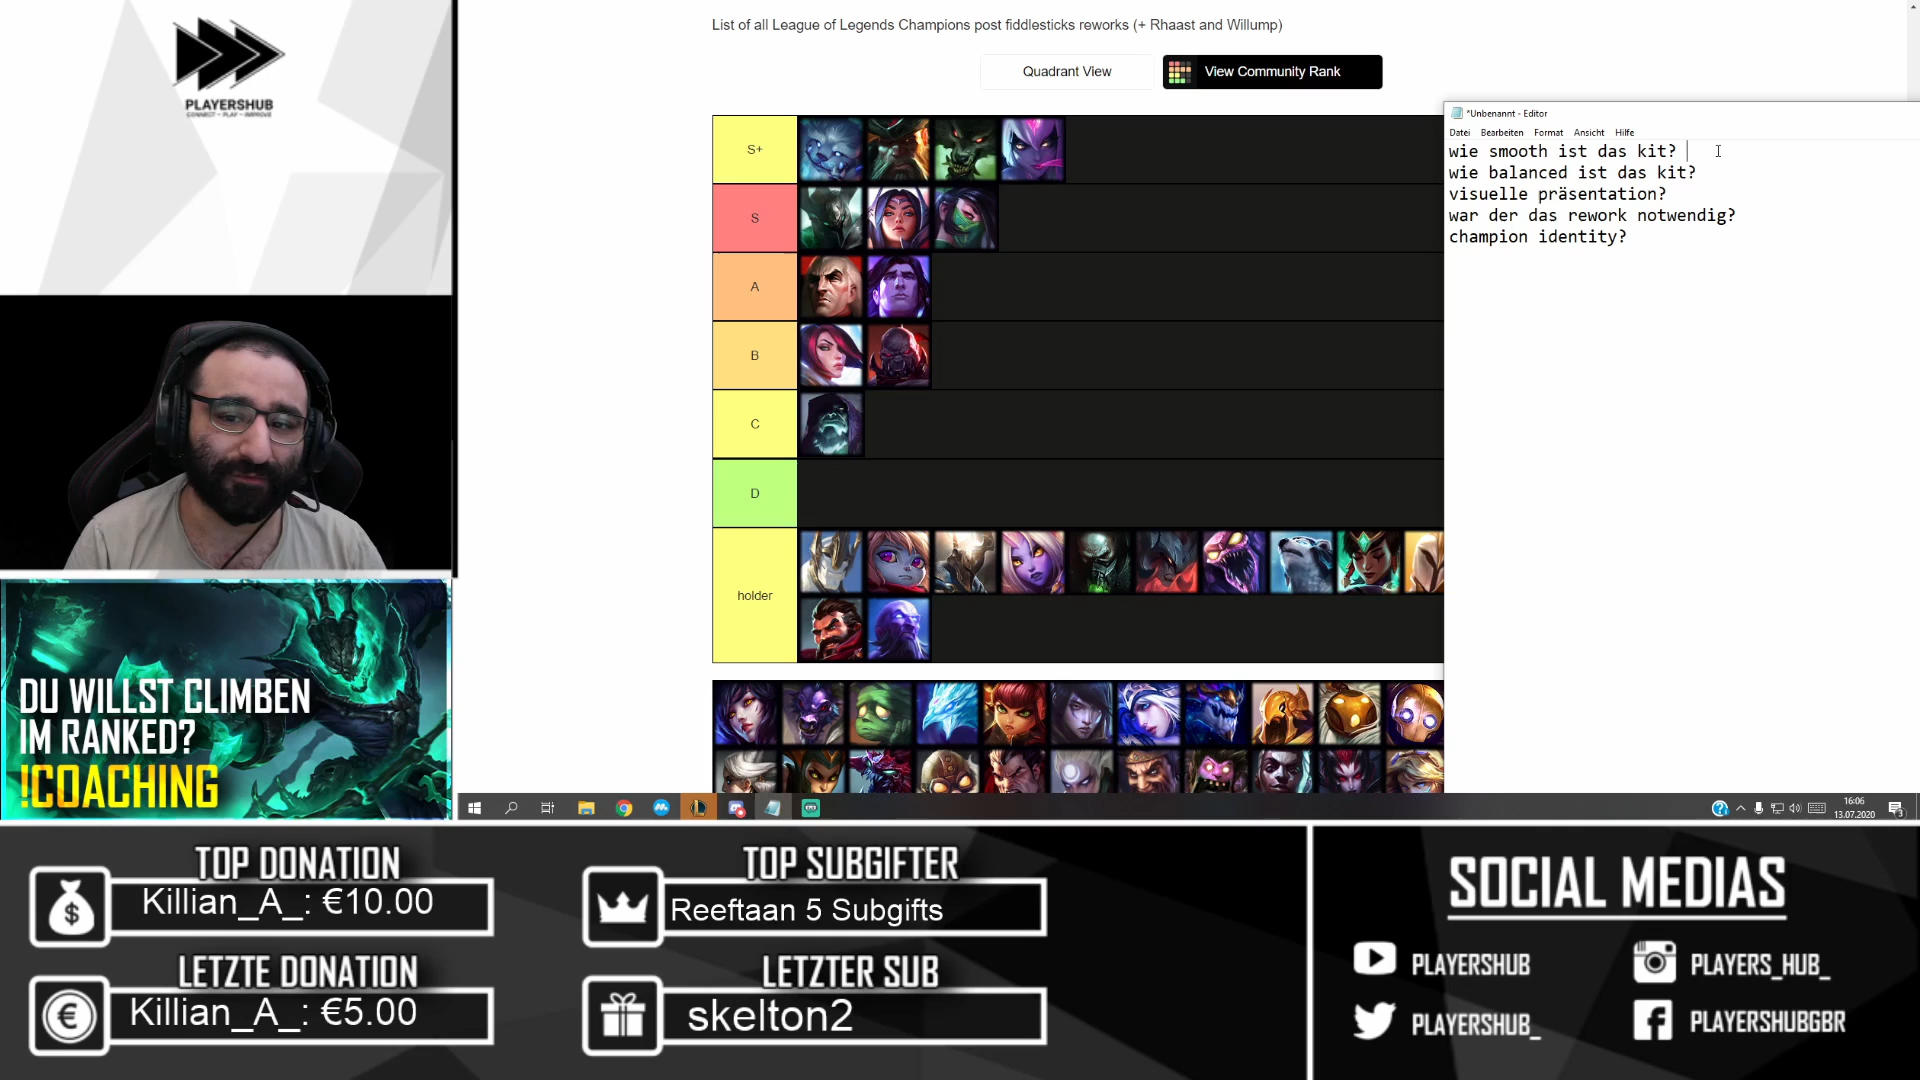 PLAYERSHUB
CONNECT - PLAY - IMPROVE
List of all League of Legends Champions post fiddlesticks reworks (+ Rhaast and Willump)
Quadrant View
View Community Rank
S+
S
A
B
C
D
holder
*Unbenannt - Editor
Datei Bearbeiten Format Ansicht Hilfe
wie smooth ist das kit?
wie balanced ist das kit?
visuelle präsentation?
war der das rework notwendig?
champion identity?
DU WILLST CLIMBEN
IM RANKED?
!COACHING
16:06
13.07.2020
TOP DONATION
Killian_A_: €10.00
LETZTE DONATION
Killian_A_: €5.00
TOP SUBGIFTER
Reeftaan 5 Subgifts
LETZTER SUB
skelton2
SOCIAL MEDIAS
PLAYERSHUB
PLAYERS_HUB_
PLAYERSHUB_
PLAYERSHUBGBR